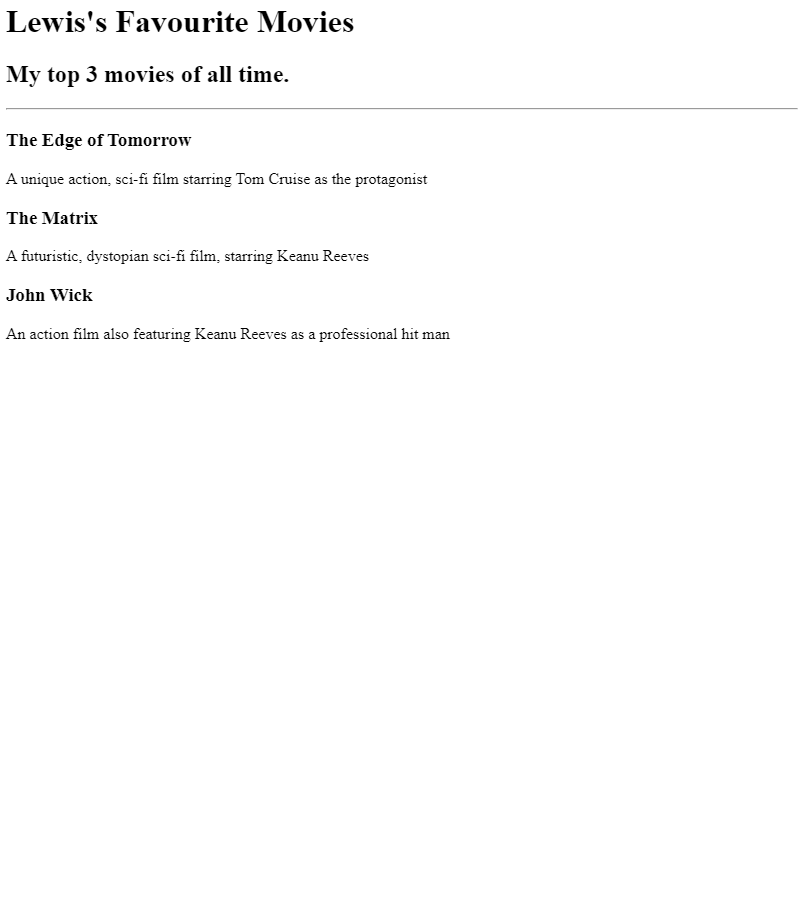 Lewis's Favourite Movies
My top 3 movies of all time.
The Edge of Tomorrow
A unique action, sci-fi film starring Tom Cruise as the protagonist
The Matrix
A futuristic, dystopian sci-fi film, starring Keanu Reeves
John Wick
An action film also featuring Keanu Reeves as a professional hit man